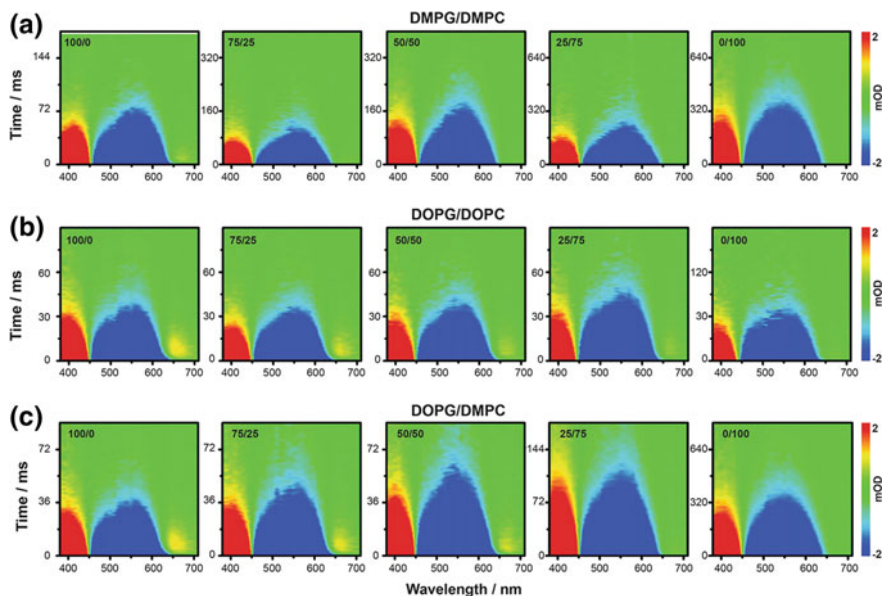 (a) DMPG/DMPC
100/0 75/25 50/50 25/75 0/100
144 320 320 320 640
72 160 160 160 320
0 0 0 0 0
Time / ms
400 500 600 700 400 500 600 700 400 500 600 700 400 500 600 700 400 500 600 700
2
mOD
-2
(b) DOPG/DOPC
100/0 75/25 50/50 25/75 0/100
60 60 60 60 120
30 30 30 30 60
0 0 0 0 0
Time / ms
400 500 600 700 400 500 600 700 400 500 600 700 400 500 600 700 400 500 600 700
2
mOD
-2
(c) DOPG/DMPC
100/0 75/25 50/50 25/75 0/100
72 72 72 144 640
36 36 36 72 320
0 0 0 0 0
Time / ms
400 500 600 700 400 500 600 700 400 500 600 700 400 500 600 700 400 500 600 700
2
mOD
-2
Wavelength / nm